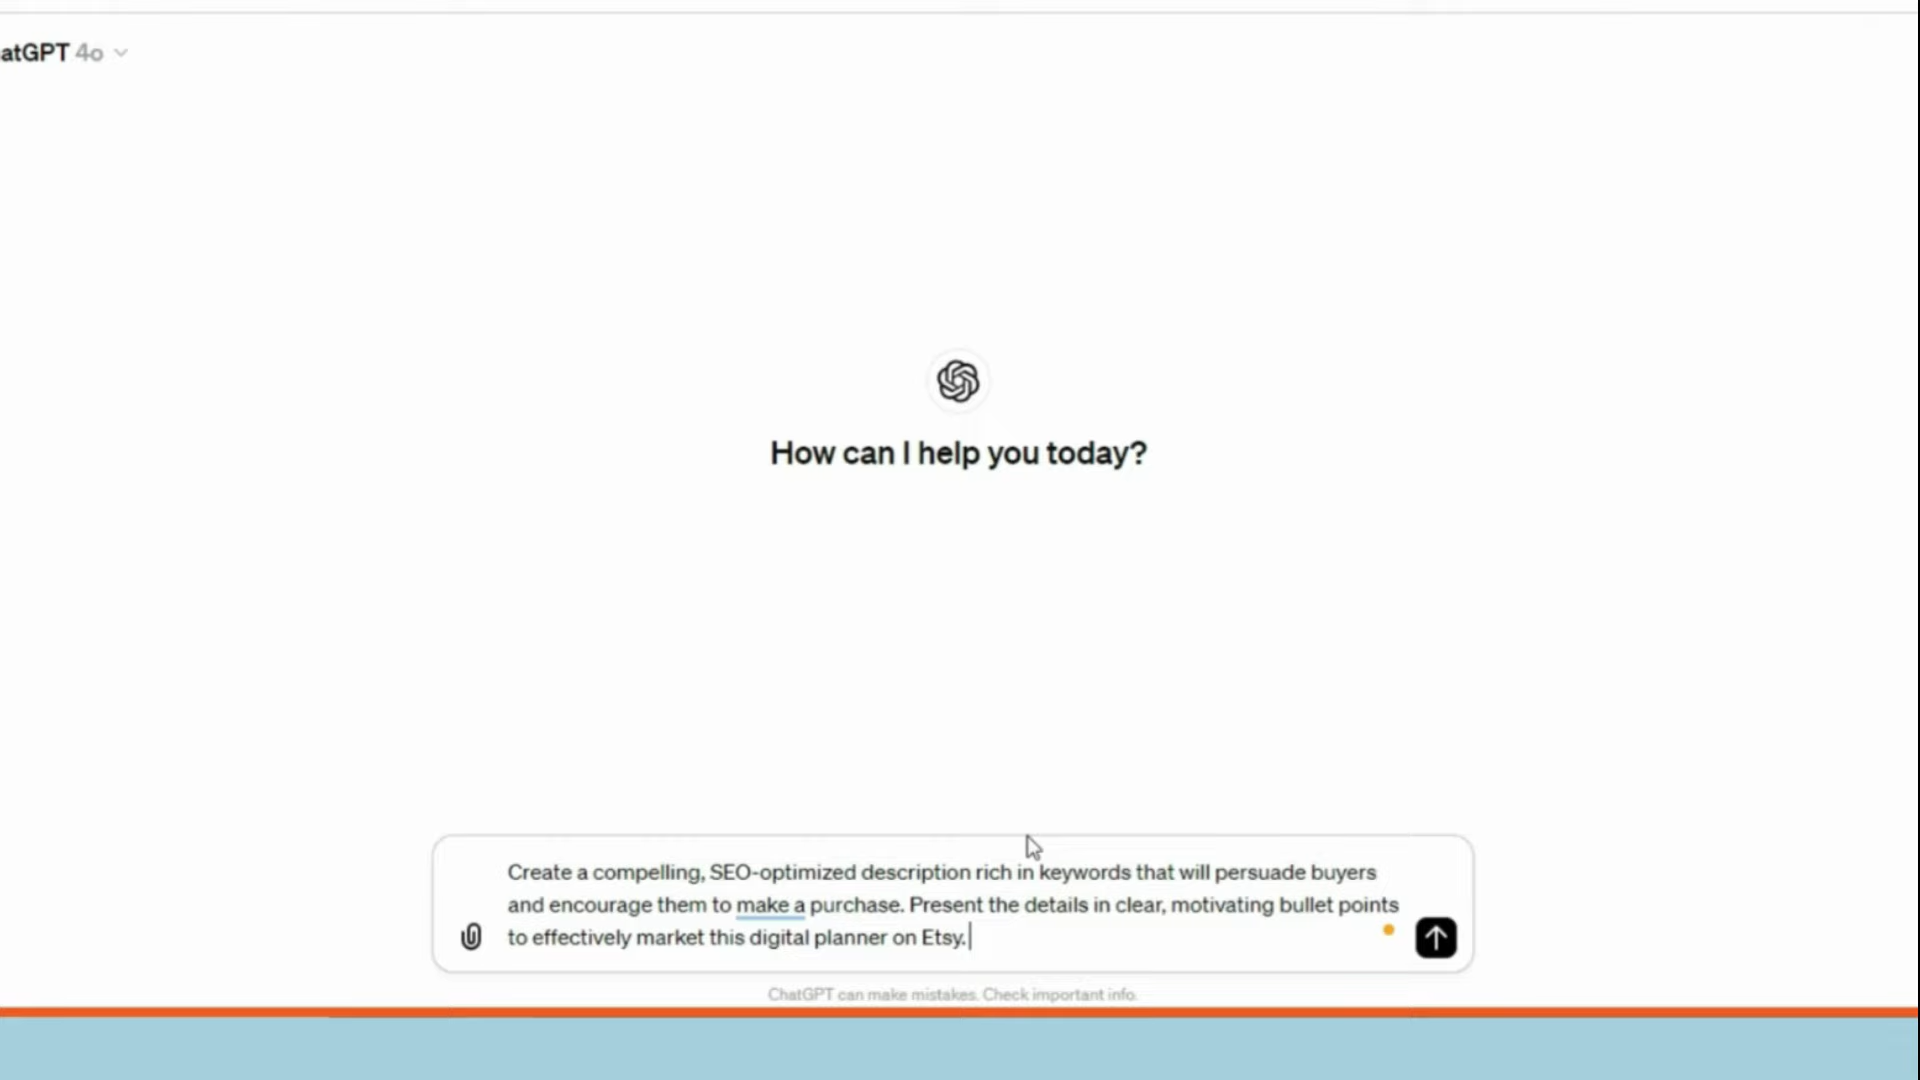 atGPT 4o
How can I help you today?
Create a compelling, SEO-optimized description rich in keywords that will persuade buyers
and encourage them to make a purchase. Present the details in clear, motivating bullet points
to effectively market this digital planner on Etsy.
ChatGPT can make mistakes. Check important info.